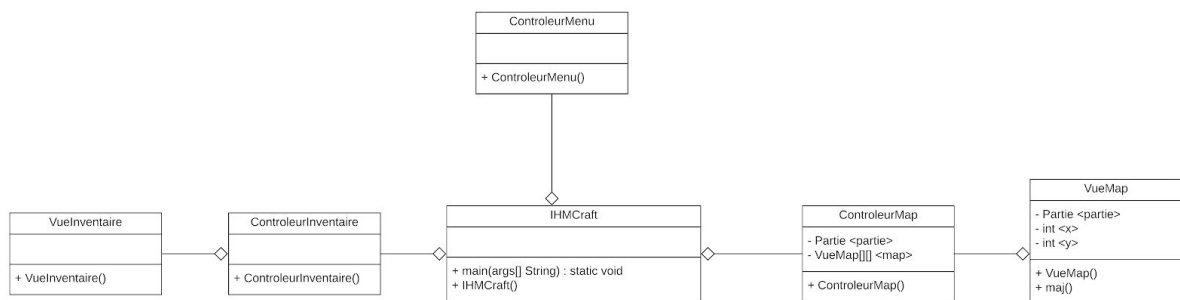 ControleurMenu
+ ControleurMenu()
VueInventaire
+ VueInventaire()
ControleurInventaire
+ ControleurInventaire()
IHMCraft
+ main(args[] String) : static void
+ IHMCraft()
ControleurMap
- Partie <partie>
- VueMap[][] <map>
+ ControleurMap()
VueMap
- Partie <partie>
- int <x>
- int <y>
+ VueMap()
+ maj()